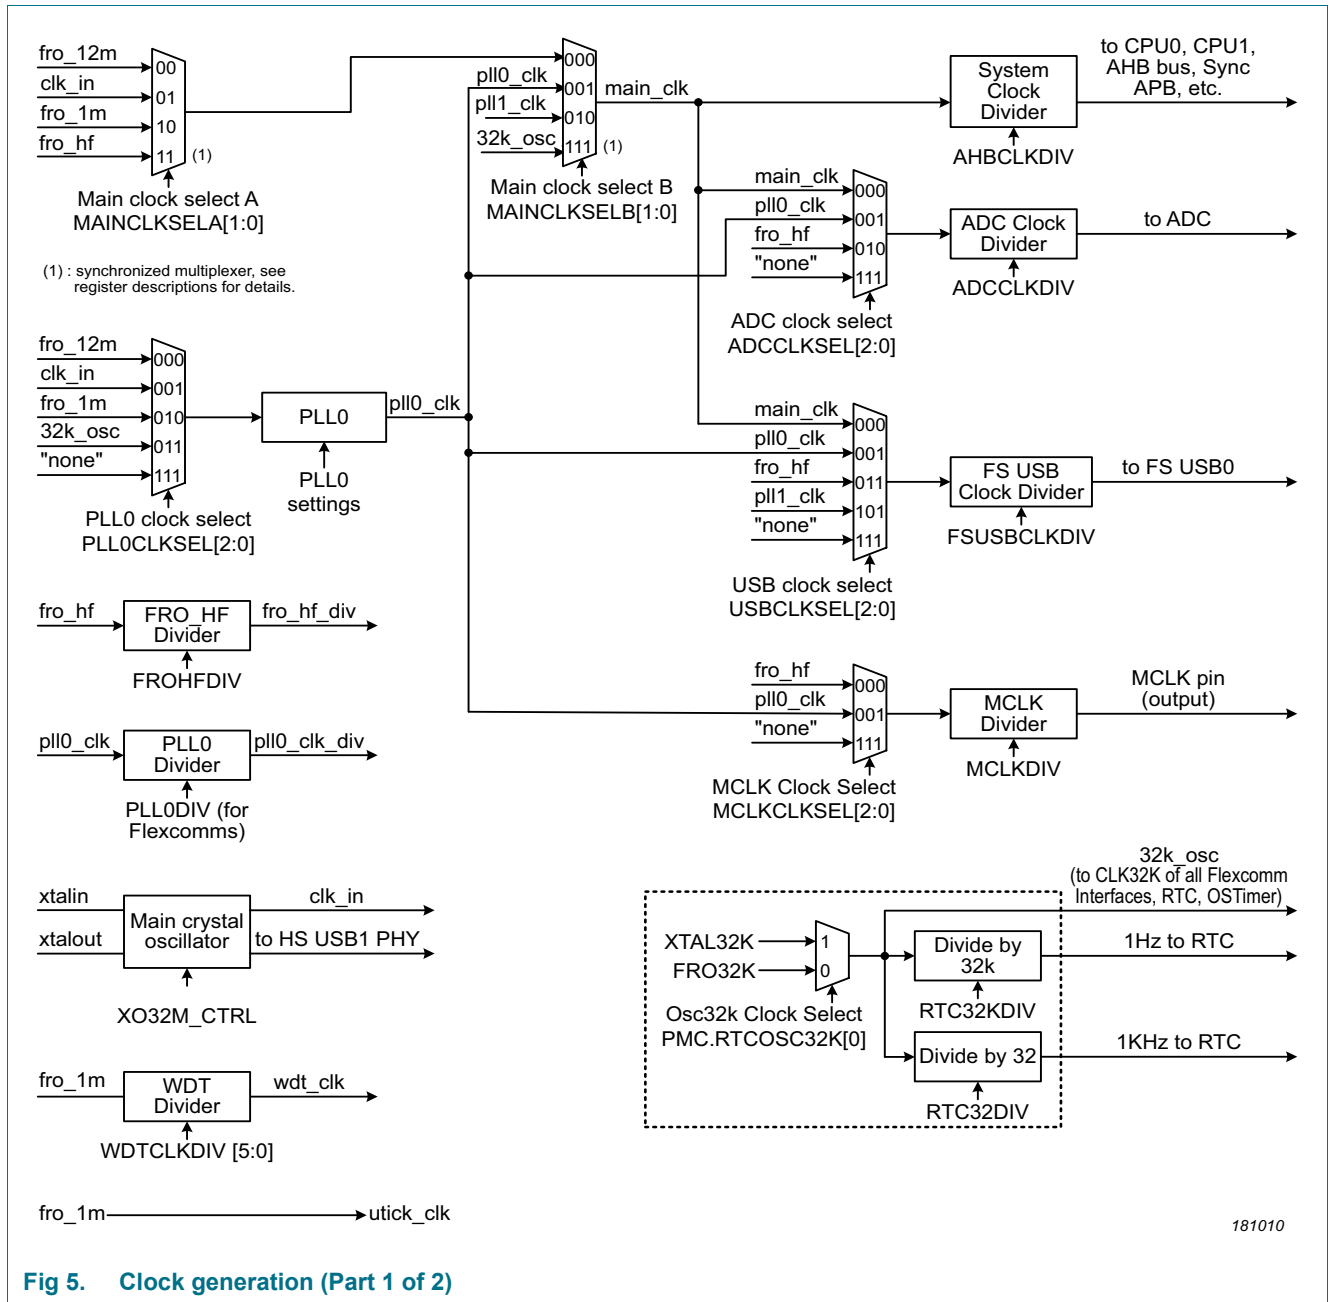 fro_12m
clk_in
fro_1m
fro_hf
00
01
10
11
(1)
Main clock select A
MAINCLKSELA[1:0]
(1) : synchronized multiplexer, see
register descriptions for details.
pll0_clk
pll1_clk
32k_osc
000
001
010
111
(1)
Main clock select B
MAINCLKSELB[1:0]
main_clk
System
Clock
Divider
AHBCLKDIV
to CPU0, CPU1,
AHB bus, Sync
APB, etc.
main_clk
pll0_clk
fro_hf
"none"
000
001
010
111
ADC clock select
ADCCLKSEL[2:0]
ADC Clock
Divider
ADCCLKDIV
to ADC
fro_12m
clk_in
fro_1m
32k_osc
"none"
000
001
010
011
111
PLL0 clock select
PLL0CLKSEL[2:0]
PLL0
PLL0
settings
pll0_clk
main_clk
pll0_clk
fro_hf
pll1_clk
"none"
000
001
011
101
111
USB clock select
USBCLKSEL[2:0]
FS USB
Clock Divider
FSUSBCLKDIV
to FS USB0
fro_hf
FRO_HF
Divider
FROHFDIV
fro_hf_div
fro_hf
pll0_clk
"none"
000
001
111
MCLK Clock Select
MCLKCLKSEL[2:0]
MCLK
Divider
MCLKDIV
MCLK pin
(output)
pll0_clk
PLL0
Divider
PLL0DIV (for
Flexcomms)
pll0_clk_div
xtalin
xtalout
Main crystal
oscillator
XO32M_CTRL
clk_in
to HS USB1 PHY
32k_osc
(to CLK32K of all Flexcomm
Interfaces, RTC, OSTimer)
XTAL32K
FRO32K
1
0
Osc32k Clock Select
PMC.RTCOSC32K[0]
Divide by
32k
RTC32KDIV
1Hz to RTC
Divide by 32
RTC32DIV
1KHz to RTC
fro_1m
WDT
Divider
WDTCLKDIV [5:0]
wdt_clk
fro_1m
utick_clk
181010
Fig 5. Clock generation (Part 1 of 2)